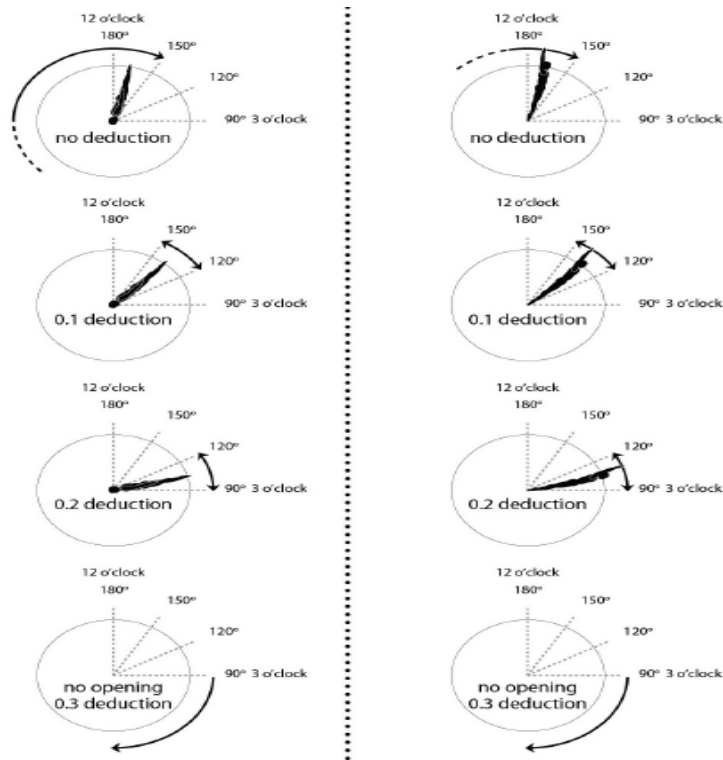 12 o'clock
180°
150°
120°
90° 3 o'clock
no deduction
12 o'clock
180°
150°
120°
90° 3 o'clock
no deduction
12 o'clock
180°
150°
120°
90° 3 o'clock
0.1 deduction
12 o'clock
180°
150°
120°
90° 3 o'clock
0.1 deduction
12 o'clock
180°
150°
120°
90° 3 o'clock
0.2 deduction
12 o'clock
180°
150°
120°
90° 3 o'clock
0.2 deduction
12 o'clock
180°
150°
120°
90° 3 o'clock
no opening
0.3 deduction
12 o'clock
180°
150°
120°
90° 3 o'clock
no opening
0.3 deduction